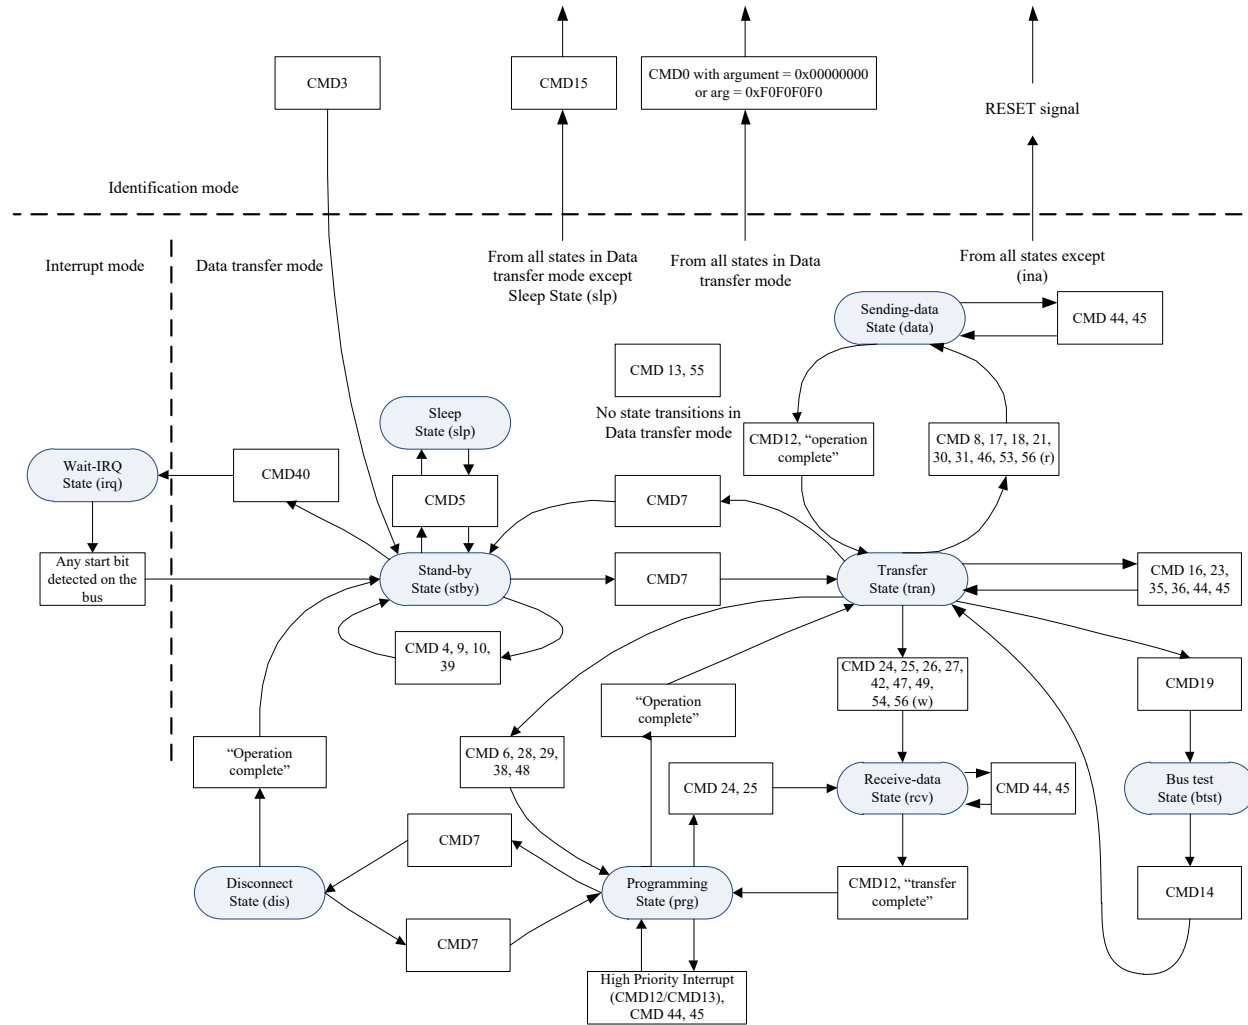 CMD3
CMD15
CMD0 with argument = 0x00000000
or arg = 0xF0F0F0F0
RESET signal
Identification mode
Interrupt mode
Data transfer mode
From all states in Data
transfer mode except
Sleep State (slp)
From all states in Data
transfer mode
From all states except
(ina)
Sending-data
State (data)
CMD 44, 45
CMD 13, 55
No state transitions in
Data transfer mode
Sleep
State (slp)
CMD12, “operation
complete”
CMD 8, 17, 18, 21,
30, 31, 46, 53, 56 (r)
Wait-IRQ
State (irq)
CMD40
CMD5
CMD7
Any start bit
detected on the
bus
Stand-by
State (stby)
CMD7
Transfer
State (tran)
CMD 16, 23,
35, 36, 44, 45
CMD 4, 9, 10,
39
CMD 24, 25, 26, 27,
42, 47, 49,
54, 56 (w)
CMD19
“Operation
complete”
“Operation
complete”
CMD 6, 28, 29,
38, 48
CMD 24, 25
Receive-data
State (rcv)
CMD 44, 45
Bus test
State (btst)
CMD7
Disconnect
State (dis)
Programming
State (prg)
CMD12, “transfer
complete”
CMD14
CMD7
High Priority Interrupt
(CMD12/CMD13),
CMD 44, 45